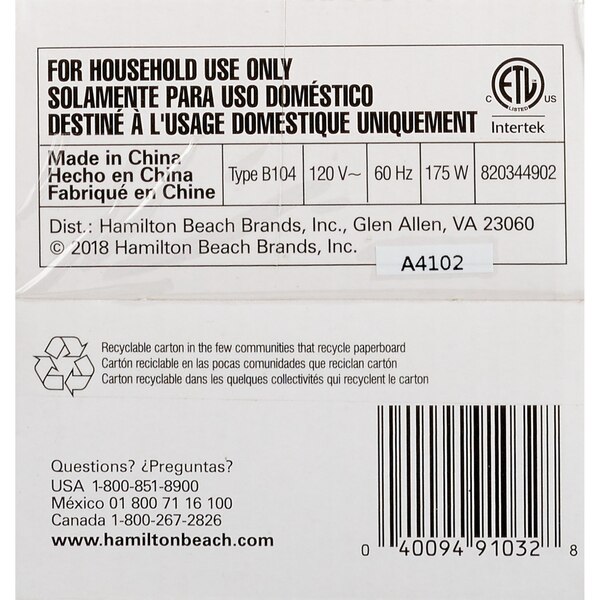 FOR HOUSEHOLD USE ONLY
SOLAMENTE PARA USO DOMÉSTICO
DESTINÉ À L'USAGE DOMESTIQUE UNIQUEMENT
C ETL US
LISTED
Intertek
Made in China
Hecho en China
Fabriqué en Chine
Type B104
120 V~
60 Hz
175 W
820344902
Dist.: Hamilton Beach Brands, Inc., Glen Allen, VA 23060
© 2018 Hamilton Beach Brands, Inc.
A4102
Recyclable carton in the few communities that recycle paperboard
Cartón reciclable en las pocas comunidades que reciclan cartón
Carton recyclable dans les quelques collectivités qui recyclent le carton
Questions? ¿Preguntas?
USA 1-800-851-8900
México 01 800 71 16 100
Canada 1-800-267-2826
www.hamiltonbeach.com
0 40094 91032 8